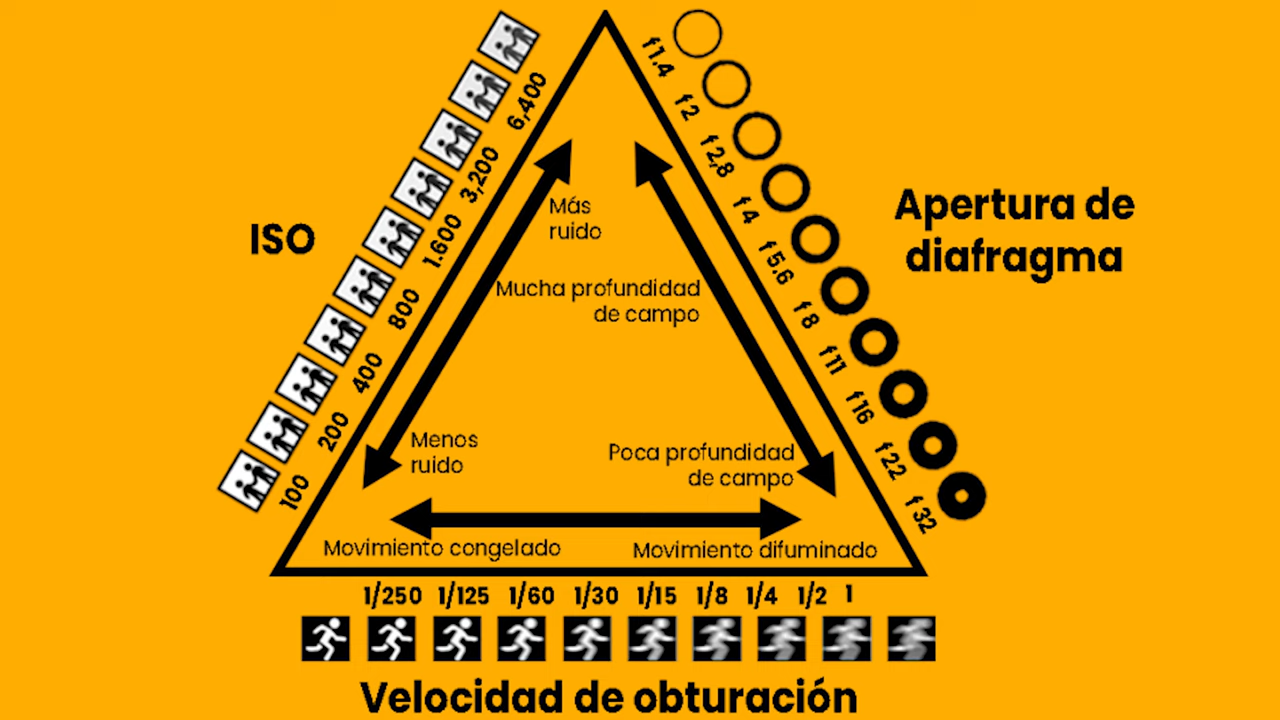 ISO
6,400
3,200
1.600
800
400
200
100
f1.4
f2
f2,8
f4
f5.6
f8
f11
f16
f22
f32
Apertura de
diafragma
Más
ruido
Mucha profundidad
de campo
Menos
ruido
Poca profundidad
de campo
Movimiento congelado
Movimiento difuminado
1/250 1/125 1/60 1/30 1/15 1/8 1/4 1/2 1
Velocidad de obturación